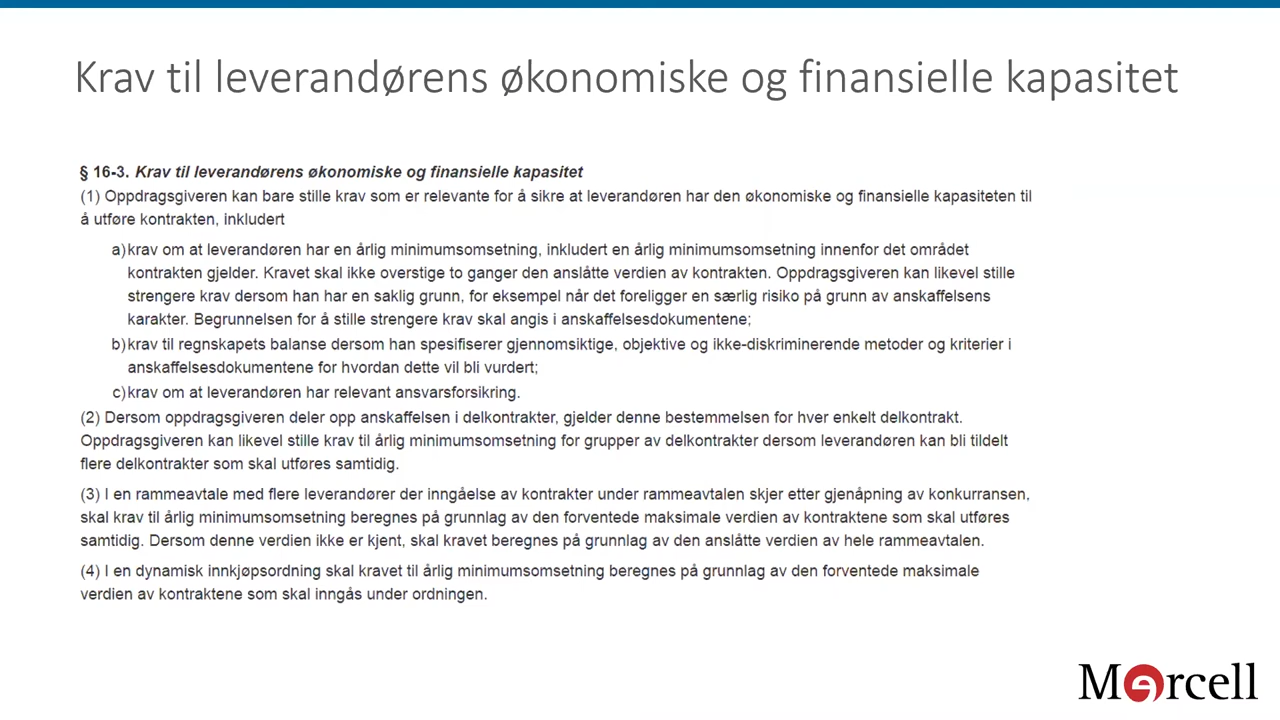 Krav til leverandørens økonomiske og finansielle kapasitet
§ 16-3. Krav til leverandørens økonomiske og finansielle kapasitet
(1) Oppdragsgiveren kan bare stille krav som er relevante for å sikre at leverandøren har den økonomiske og finansielle kapasiteten til
å utføre kontrakten, inkludert
a) krav om at leverandøren har en årlig minimumsomsetning, inkludert en årlig minimumsomsetning innenfor det området
kontrakten gjelder. Kravet skal ikke overstige to ganger den anslåtte verdien av kontrakten. Oppdragsgiveren kan likevel stille
strengere krav dersom han har en saklig grunn, for eksempel når det foreligger en særlig risiko på grunn av anskaffelsens
karakter. Begrunnelsen for å stille strengere krav skal angis i anskaffelsesdokumentene;
b) krav til regnskapets balanse dersom han spesifiserer gjennomsiktige, objektive og ikke-diskriminerende metoder og kriterier i
anskaffelsesdokumentene for hvordan dette vil bli vurdert;
c) krav om at leverandøren har relevant ansvarsforsikring.
(2) Dersom oppdragsgiveren deler opp anskaffelsen i delkontrakter, gjelder denne bestemmelsen for hver enkelt delkontrakt.
Oppdragsgiveren kan likevel stille krav til årlig minimumsomsetning for grupper av delkontrakter dersom leverandøren kan bli tildelt
flere delkontrakter som skal utføres samtidig.
(3) I en rammeavtale med flere leverandører der inngåelse av kontrakter under rammeavtalen skjer etter gjenåpning av konkurransen,
skal krav til årlig minimumsomsetning beregnes på grunnlag av den forventede maksimale verdien av kontraktene som skal utføres
samtidig. Dersom denne verdien ikke er kjent, skal kravet beregnes på grunnlag av den anslåtte verdien av hele rammeavtalen.
(4) I en dynamisk innkjøpsordning skal kravet til årlig minimumsomsetning beregnes på grunnlag av den forventede maksimale
verdien av kontraktene som skal inngås under ordningen.
Mercell